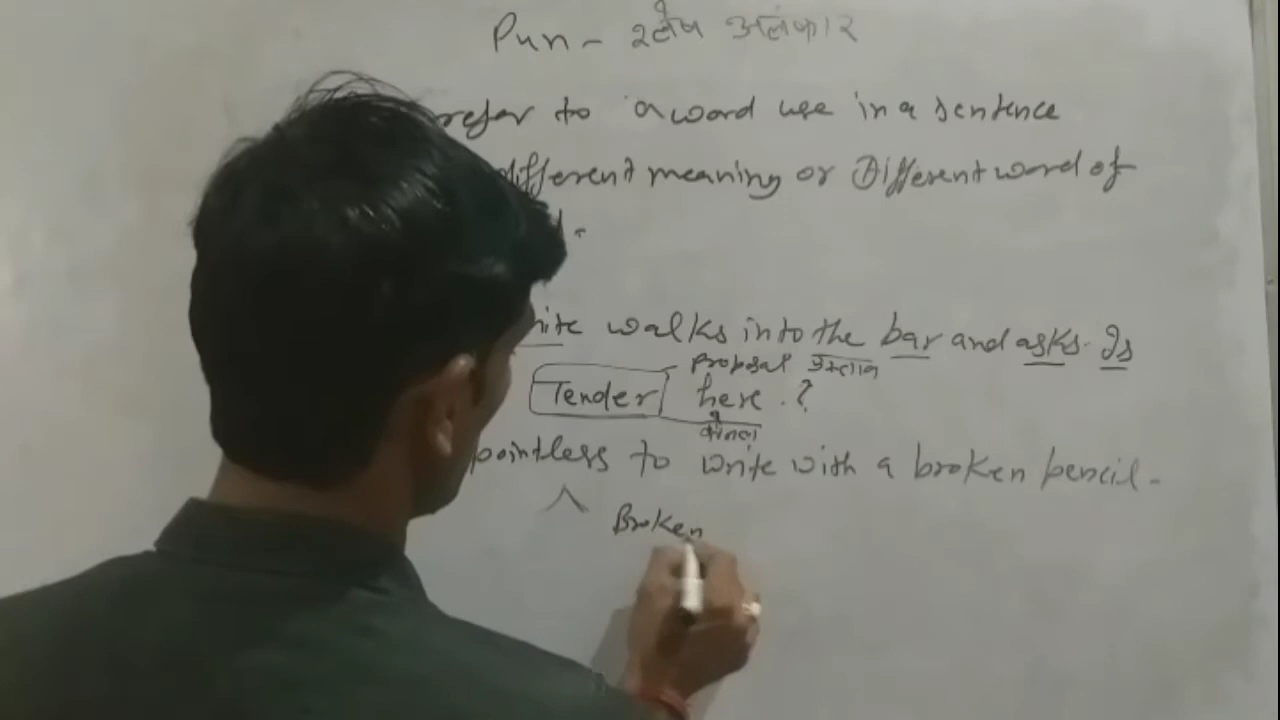 Pun - श्लेष अलंकार
refer to a word use in a sentence
different meaning or Different word of
walks into the bar and asks. Is
proposal प्रस्ताव
Tender here . ?
कोमल
pointless to write with a broken pencil.
Broken